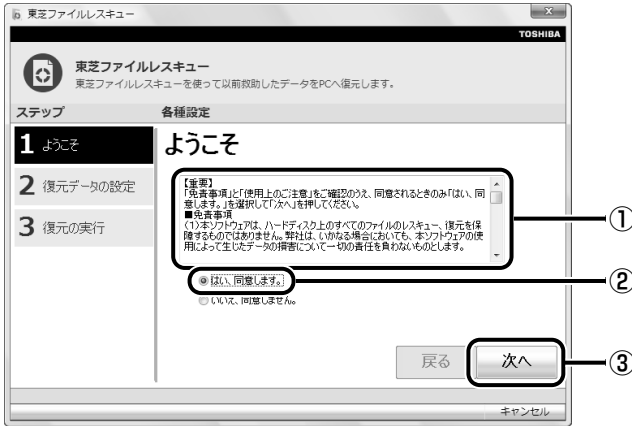 東芝ファイルレスキュー
TOSHIBA
東芝ファイルレスキュー
東芝ファイルレスキューを使って以前救助したデータをPCへ復元します。
ステップ
各種設定
1 ようこそ
2 復元データの設定
3 復元の実行
ようこそ
【重要】
「免責事項」と「使用上のご注意」をご確認のうえ、同意されるときのみ「はい、同
意します。」を選択して「次へ」を押してください。
■免責事項
(1)本ソフトウェアは、ハードディスク上のすべてのファイルのレスキュー、復元を保
障するものではありません。弊社は、いかなる場合においても、本ソフトウェアの使
用によって生じたデータの損害について一切の責任を負わないものとします。
①
はい、同意します。
②
いいえ、同意しません。
戻る
次へ
③
キャンセル